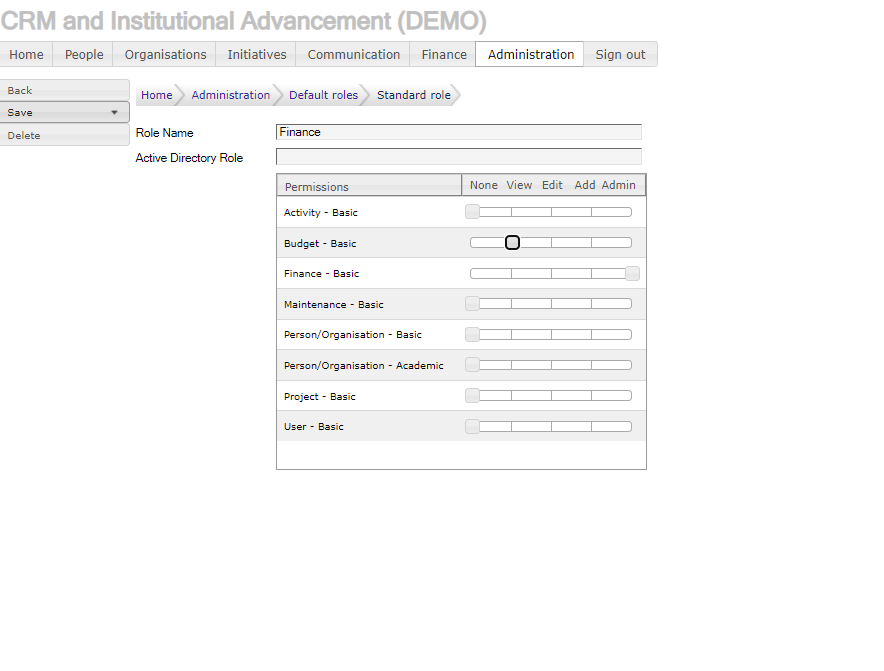 CRM and Institutional Advancement (DEMO)
Home People Organisations Initiatives Communication Finance Administration Sign out
Back
Save
Delete
Home Administration Default roles Standard role
Role Name Finance
Active Directory Role
Permissions None View Edit Add Admin
Activity - Basic
Budget - Basic
Finance - Basic
Maintenance - Basic
Person/Organisation - Basic
Person/Organisation - Academic
Project - Basic
User - Basic